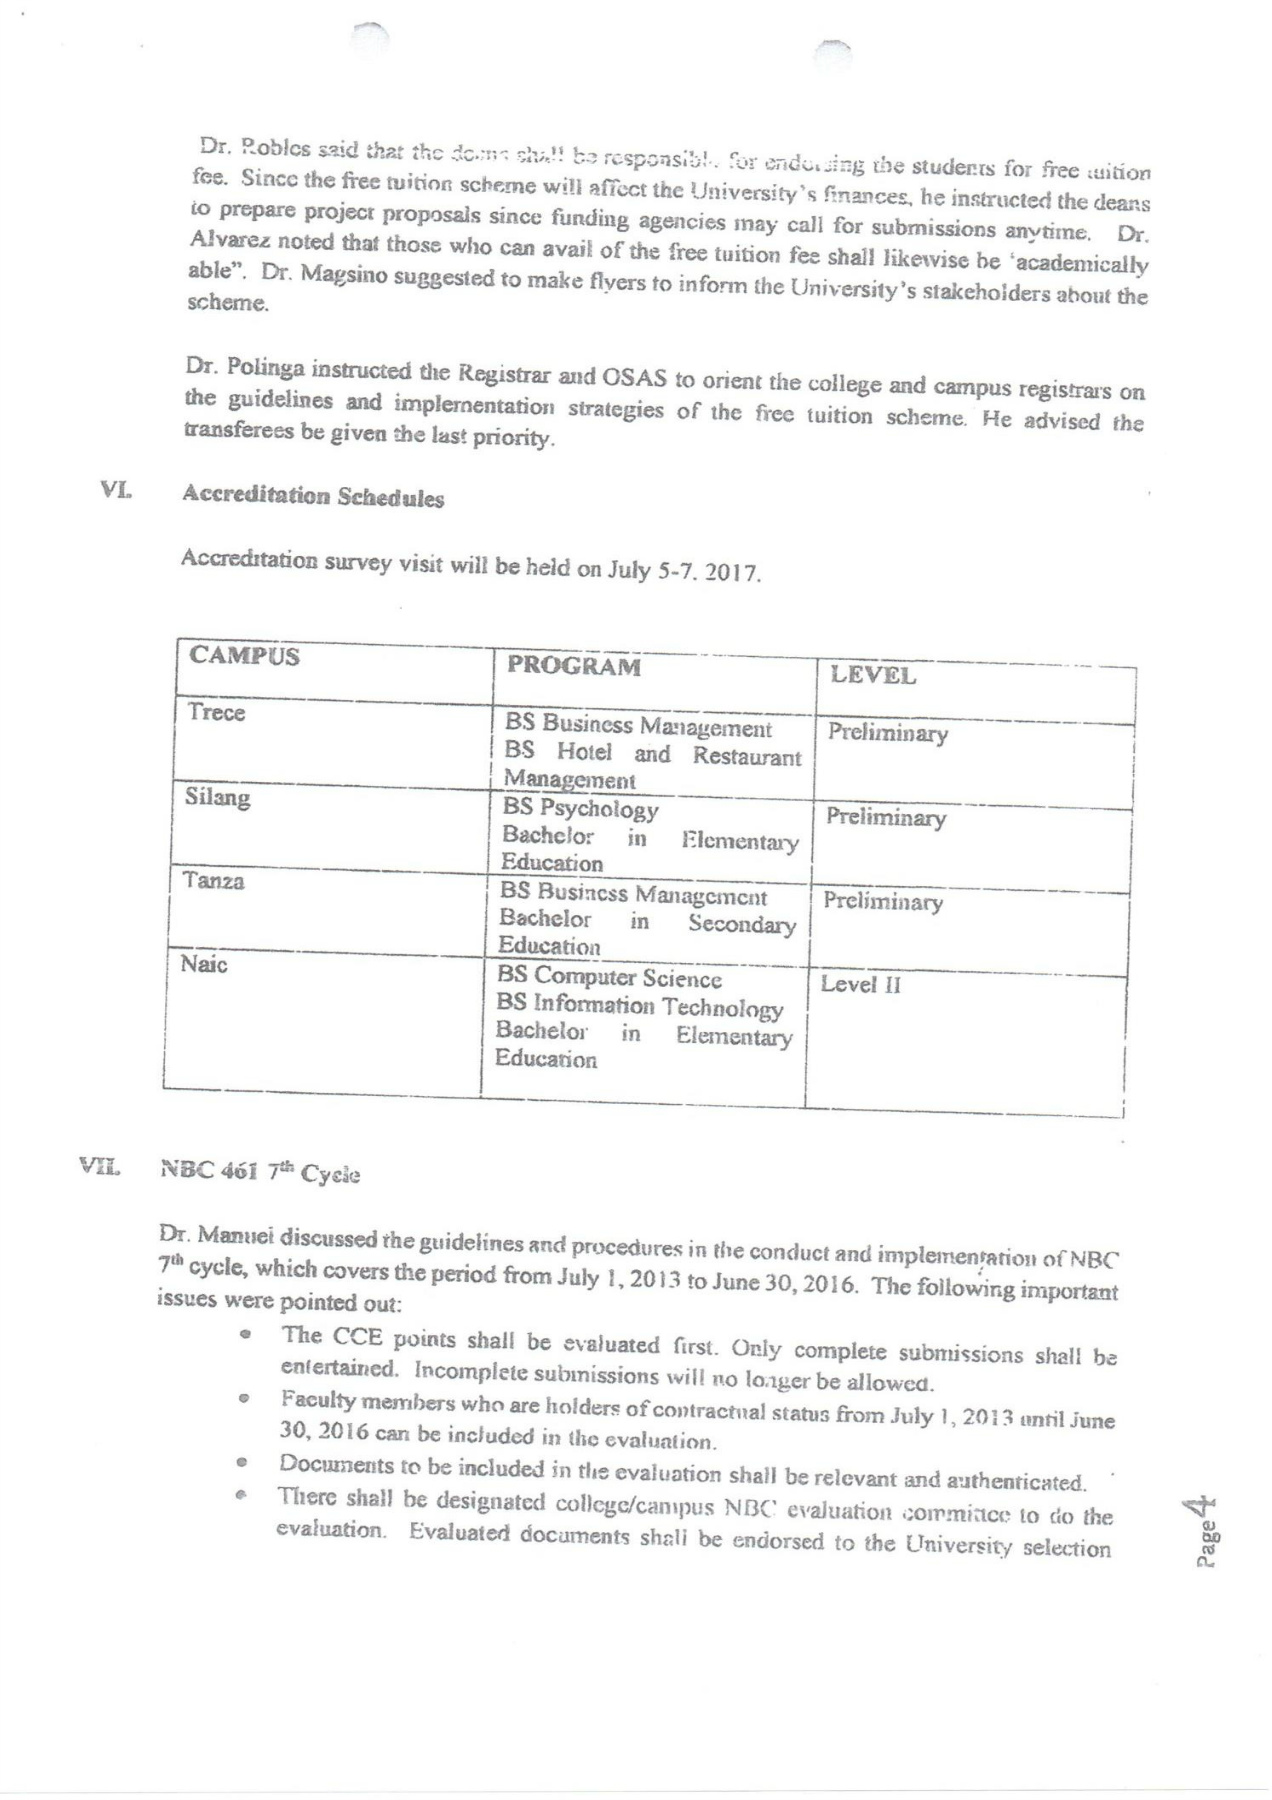 Dr. Robles said that the deans shall be responsible for endorsing the students for free tuition
fee. Since the free tuition scheme will affect the University's finances, he instructed the deans
to prepare project proposals since funding agencies may call for submissions anytime. Dr.
Alvarez noted that those who can avail of the free tuition fee shall likewise be 'academically
able". Dr. Magsino suggested to make flyers to inform the University's stakeholders about the
scheme.
Dr. Polinga instructed the Registrar and OSAS to orient the college and campus registrars on
the guidelines and implementation strategies of the free tuition scheme. He advised the
transferees be given the last priority.
VI. Accreditation Schedules
Accreditation survey visit will be held on July 5-7. 2017.
CAMPUS PROGRAM LEVEL
Trece BS Business Management Preliminary
BS Hotel and Restaurant
Management
Silang BS Psychology Preliminary
Bachelor in Elementary
Education
Tanza BS Business Management Preliminary
Bachelor in Secondary
Education
Naic BS Computer Science Level II
BS Information Technology
Bachelor in Elementary
Education
VII. NBC 461 7th Cycle
Dr. Manuel discussed the guidelines and procedures in the conduct and implementation of NBC
7th cycle, which covers the period from July 1, 2013 to June 30, 2016. The following important
issues were pointed out:
• The CCE points shall be evaluated first. Only complete submissions shall be
entertained. Incomplete submissions will no longer be allowed.
• Faculty members who are holders of contractual status from July 1, 2013 until June
30, 2016 can be included in the evaluation.
• Documents to be included in the evaluation shall be relevant and authenticated.
• There shall be designated college/campus NBC evaluation committee to do the
evaluation. Evaluated documents shall be endorsed to the University selection
Page 4